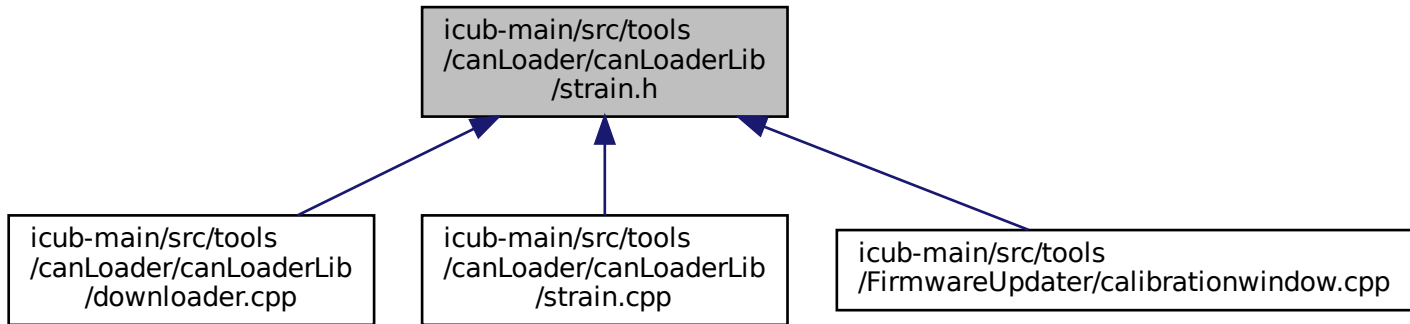 icub-main/src/tools
/canLoader/canLoaderLib
/strain.h
icub-main/src/tools
/canLoader/canLoaderLib
/downloader.cpp
icub-main/src/tools
/canLoader/canLoaderLib
/strain.cpp
icub-main/src/tools
/FirmwareUpdater/calibrationwindow.cpp